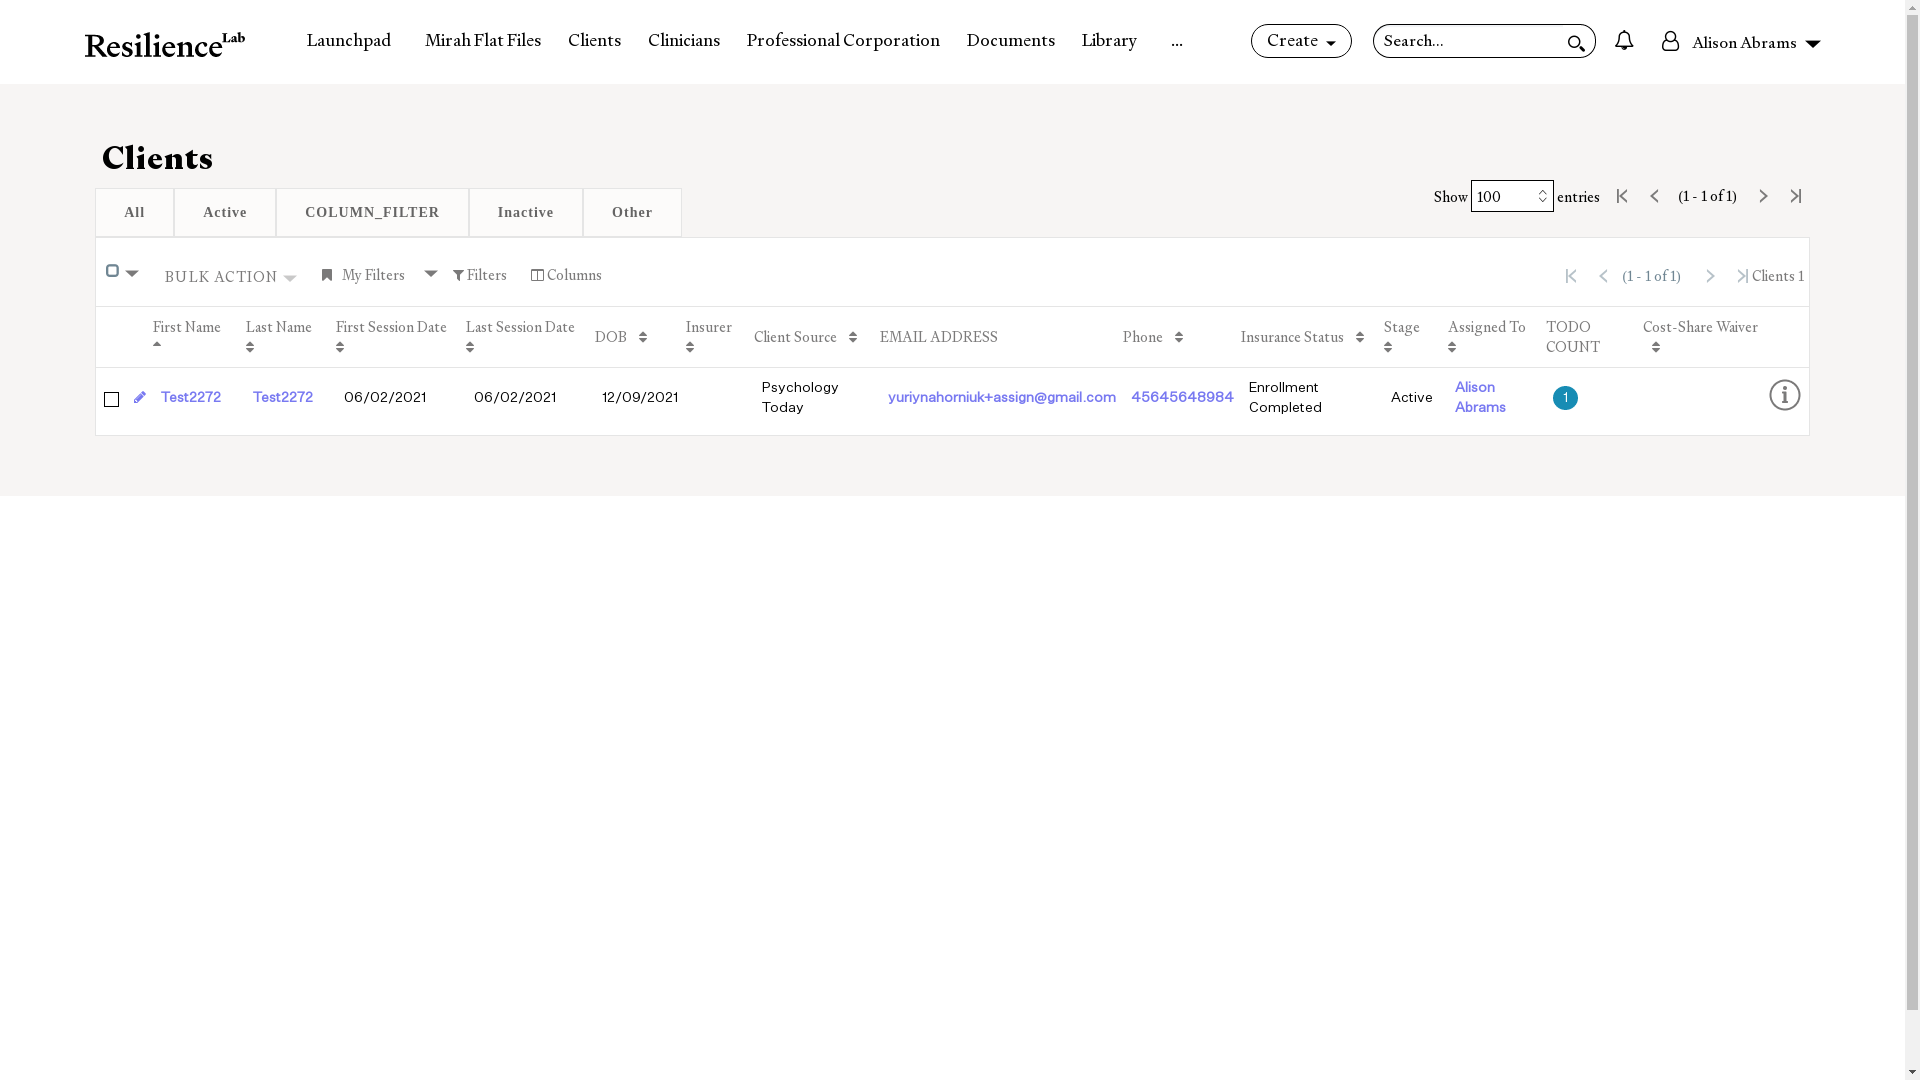 ResilienceLab Launchpad Mirah Flat Files Clients Clinicians Professional Corporation Documents Library ... Create Search... Alison Abrams
Clients
All Active COLUMN_FILTER Inactive Other
Show 100 entries (1 - 1 of 1)
BULK ACTION My Filters Filters Columns (1 - 1 of 1) Clients 1
First Name Last Name First Session Date Last Session Date DOB Insurer Client Source EMAIL ADDRESS Phone Insurance Status Stage Assigned To TODO COUNT Cost-Share Waiver
Test2272 Test2272 06/02/2021 06/02/2021 12/09/2021 Psychology Today yuriynahorniuk+assign@gmail.com 45645648984 Enrollment Completed Active Alison Abrams 1